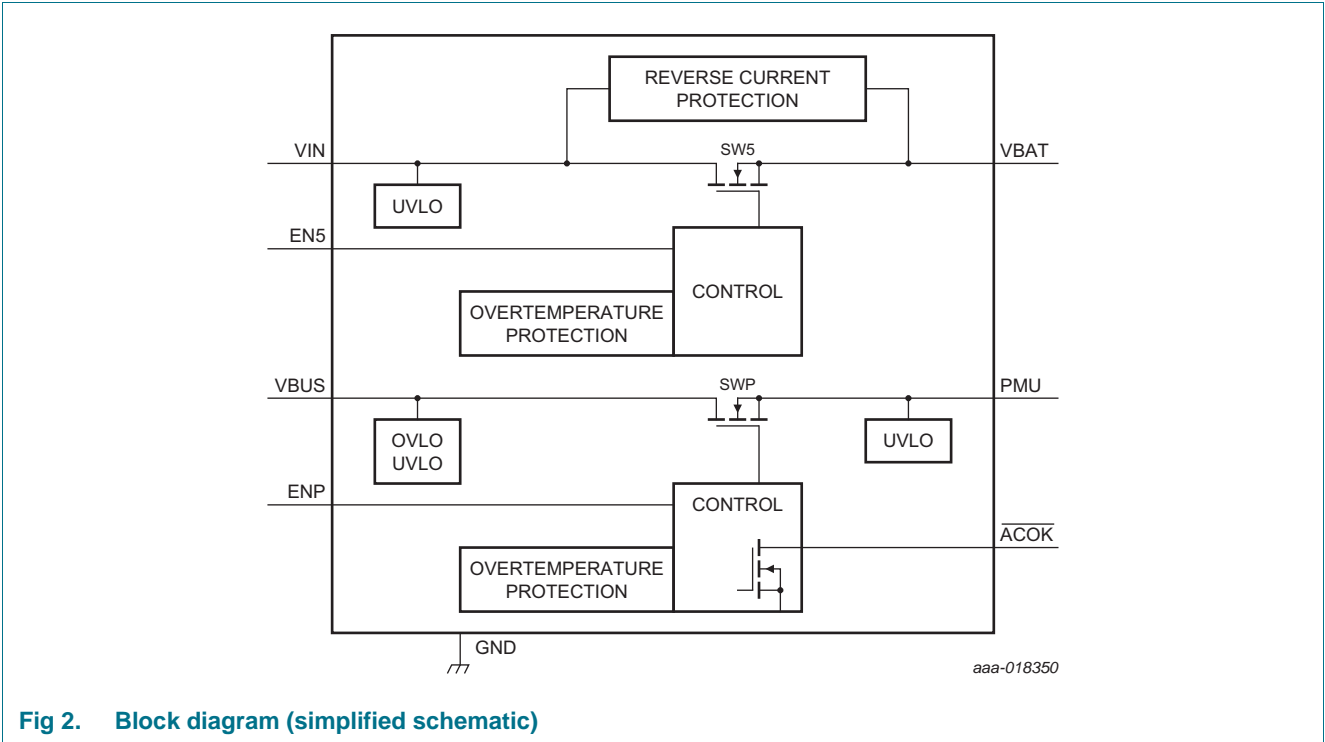 REVERSE CURRENT
PROTECTION
VIN
SW5
VBAT
UVLO
EN5
CONTROL
OVERTEMPERATURE
PROTECTION
VBUS
SWP
PMU
OVLO
UVLO
UVLO
ENP
CONTROL
ACOK
OVERTEMPERATURE
PROTECTION
GND
aaa-018350
Fig 2. Block diagram (simplified schematic)